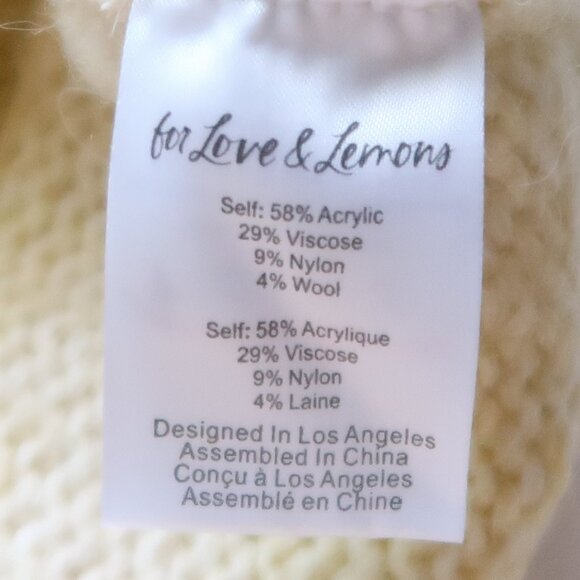 for Love & Lemons
Self: 58% Acrylic
29% Viscose
9% Nylon
4% Wool
Self: 58% Acrylique
29% Viscose
9% Nylon
4% Laine
Designed In Los Angeles
Assembled In China
Conçu à Los Angeles
Assemblé en Chine